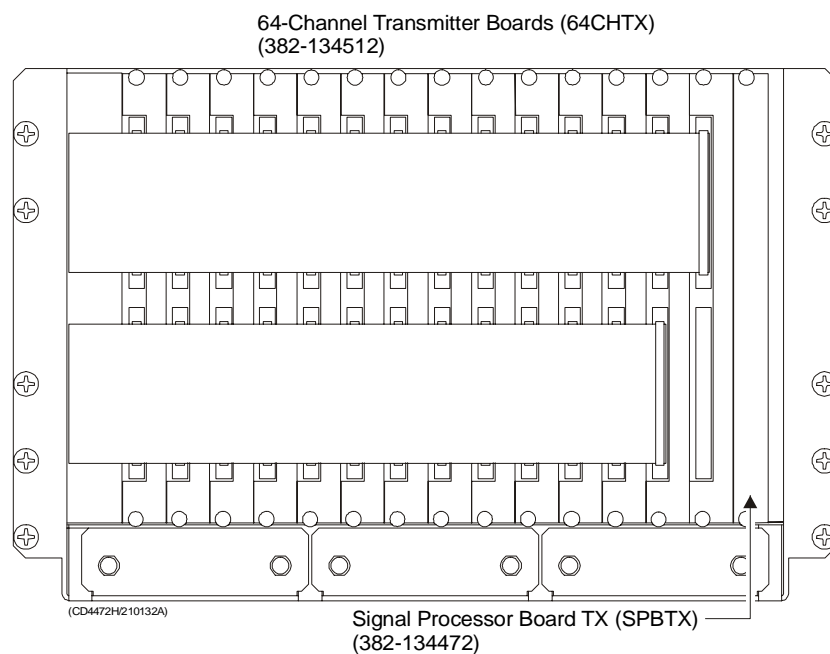 64-Channel Transmitter Boards (64CHTX)
(382-134512)
(CD4472H/210132A)
Signal Processor Board TX (SPBTX)
(382-134472)